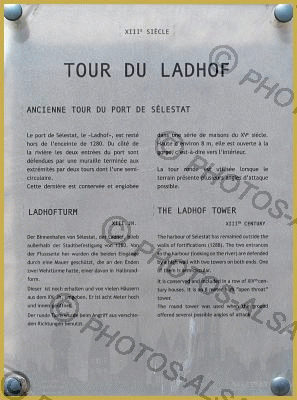 XIIIᵉ SIÈCLE
TOUR DU LADHOF
ANCIENNE TOUR DU PORT DE SÉLESTAT
Le port de Sélestat, le «Ladhof», est resté
hors de l'enceinte de 1280. Du côté de
la rivière les deux entrées du port sont
défendues par une muraille terminée aux
extrémités par deux tours dont l'une semi-
circulaire.
Cette dernière est conservée et englobée
dans une série de maisons du XVᵉ siècle.
Haute d'environ 8 m, elle est ouverte à la
gorge, c'est-à-dire vers l'intérieur.
La tour ronde fut utilisée lorsque le
terrain présente plusieurs angles d'attaque
possible.
LADHOFTURM
XIII. JH.
Der Binnenhafen von Sélestat, der Ladhof, blieb
außerhalb der Stadtbefestigung von 1280. Von
der Flusseite her wurden die beiden Eingänge
durch eine Mauer geschützt, die an den Enden
zwei Wehrtürme hatte, einer davon in Halbrund-
form.
Dieser ist noch erhalten und von vielen Häusern
aus dem XV. Jh. umgeben. Er ist acht Meter hoch
und innen geöffnet.
Der runde Turm wurde beim Angriff aus verschie-
denen Richtungen benutzt.
THE LADHOF TOWER
XIIIᵗʰ CENTURY
The harbour of Sélestat has remained outside the
walls of fortifications (1280). The two entrances
to the harbour (looking on the river) are defended
by a high wall with two towers on both ends. One
of them is semi-circular.
It is conserved and included in a row of XVᵗʰ cen-
tury houses. It is an 8 meter high "open throat"
tower.
The round tower was used when the ground
offered several possible angles of attack.
© PHOTOS-ALSACE